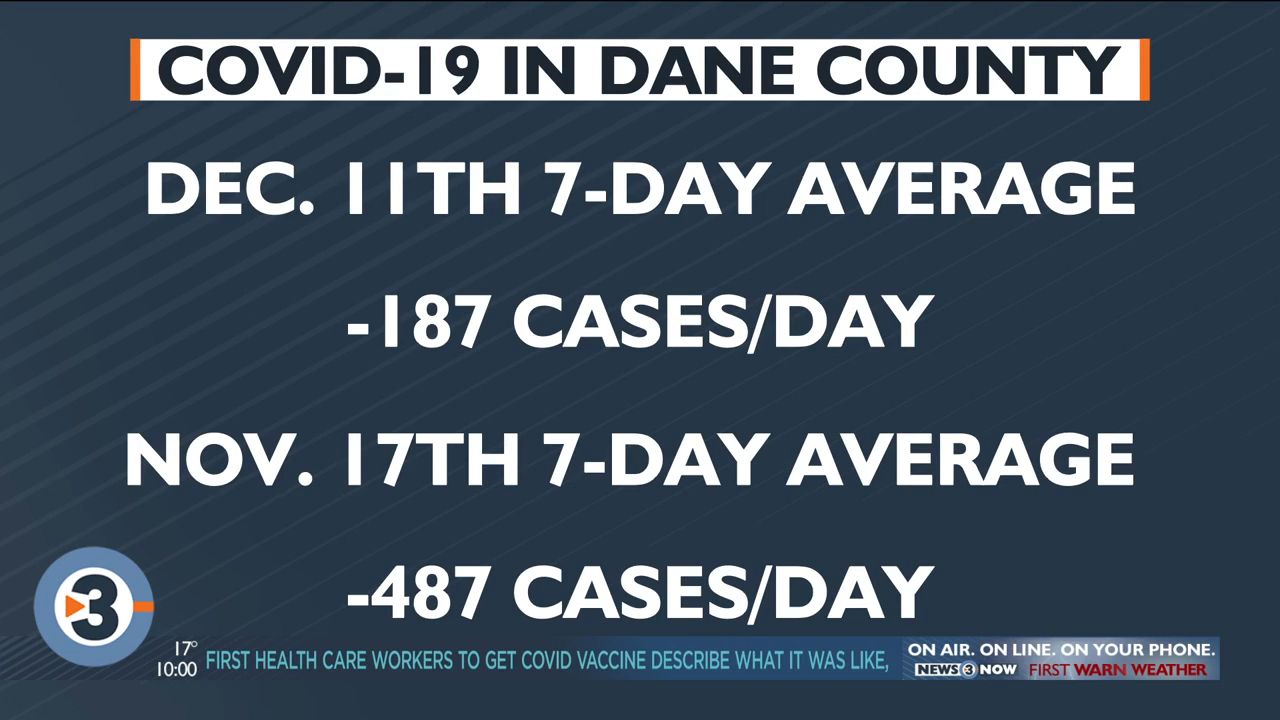 COVID-19 IN DANE COUNTY
DEC. 11TH 7-DAY AVERAGE
-187 CASES/DAY
NOV. 17TH 7-DAY AVERAGE
-487 CASES/DAY
3
17°
10:00
FIRST HEALTH CARE WORKERS TO GET COVID VACCINE DESCRIBE WHAT IT WAS LIKE,
ON AIR. ON LINE. ON YOUR PHONE.
NEWS 3 NOW FIRST WARN WEATHER